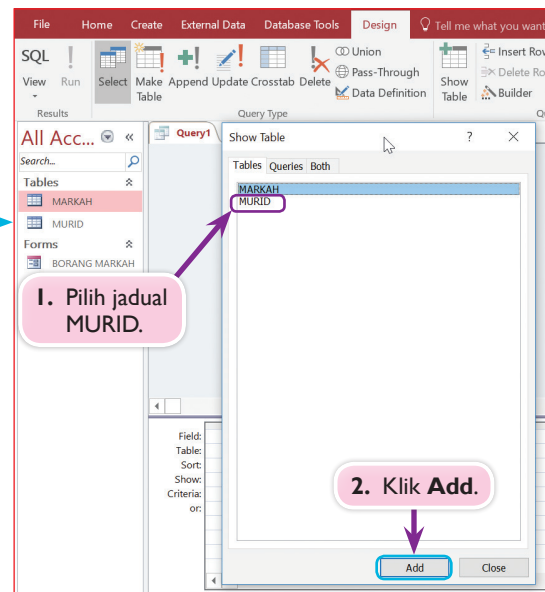 File Home Create External Data Database Tools Design Tell me what you want
SQL
View
Run
Select
Make
Table
Append
Update
Crosstab
Delete
Union
Pass-Through
Data Definition
Show
Table
Insert Rov
Delete Ro
Builder
Results
Query Type
Qu
All Acc... «
Search...
Tables
MARKAH
MURID
Forms
BORANG MARKAH
Query1
Show Table ? ×
Tables Queries Both
MARKAH
MURID
1. Pilih jadual
MURID.
Field:
Table:
Sort:
Show:
Criteria:
or:
2. Klik Add.
Add Close